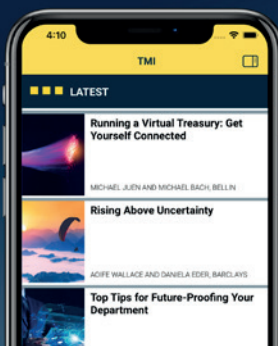 4:10
TMI
LATEST
Running a Virtual Treasury: Get
Yourself Connected
MICHAEL JUEN AND MICHAEL BACH, BELLIN
Rising Above Uncertainty
AOIFE WALLACE AND DANIELA EDER, BARCLAYS
Top Tips for Future-Proofing Your
Department